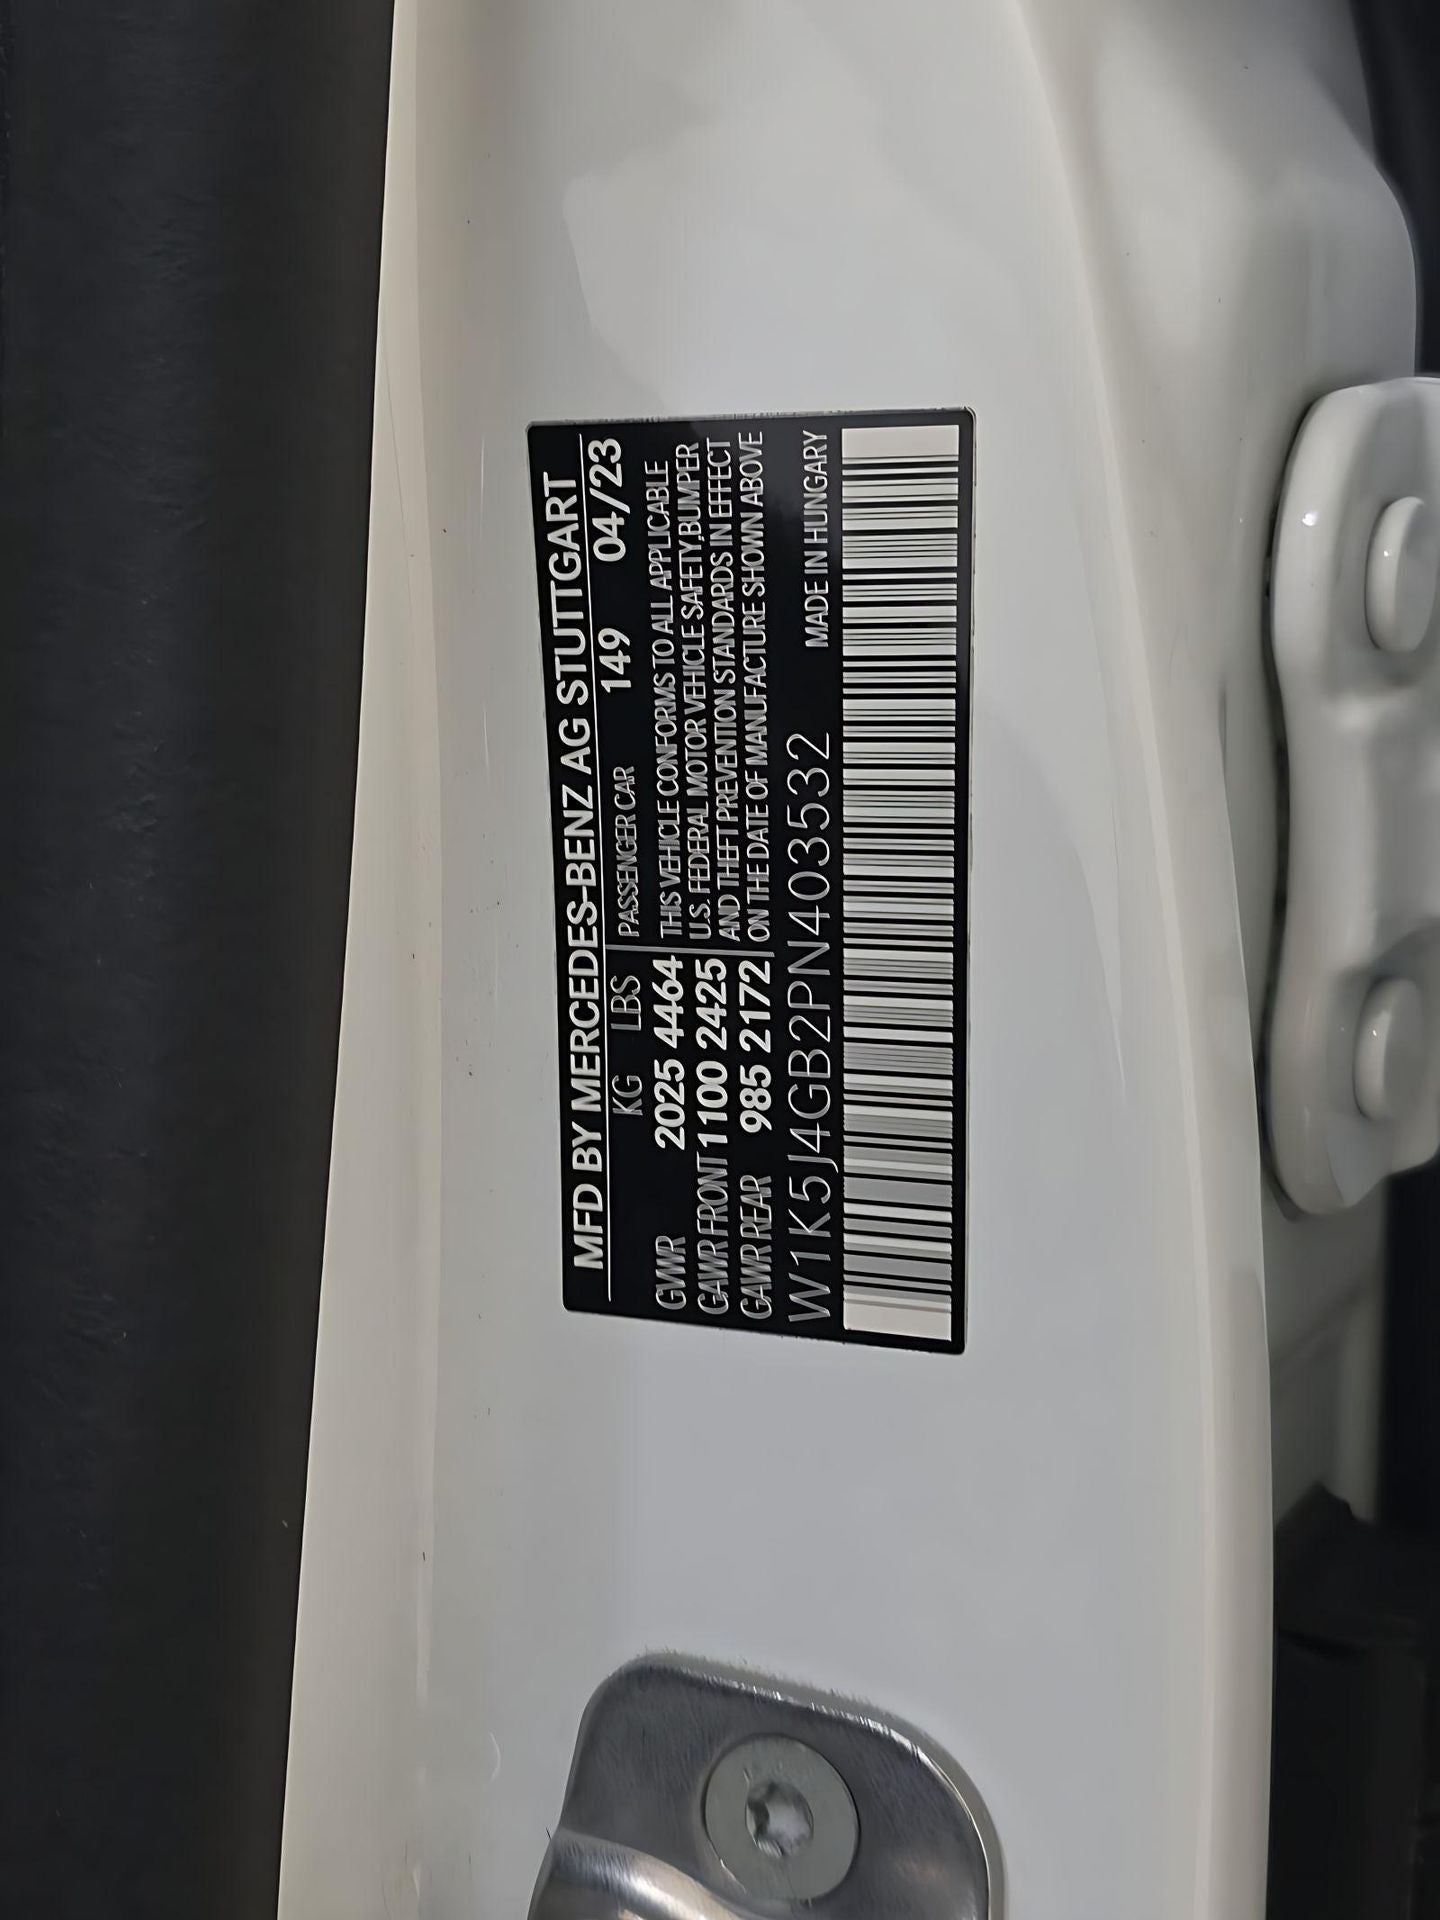 MFD BY MERCEDES-BENZ AG STUTTGART
KG LBS PASSENGER CAR 149 04/23
GVWR 2025 4464 THIS VEHICLE CONFORMS TO ALL APPLICABLE
GAWR FRONT 1100 2425 U.S. FEDERAL MOTOR VEHICLE SAFETY,BUMPER
GAWR REAR 985 2172 AND THEFT PREVENTION STANDARDS IN EFFECT
ON THE DATE OF MANUFACTURE SHOWN ABOVE
W1K5J4GB2PN403532 MADE IN HUNGARY